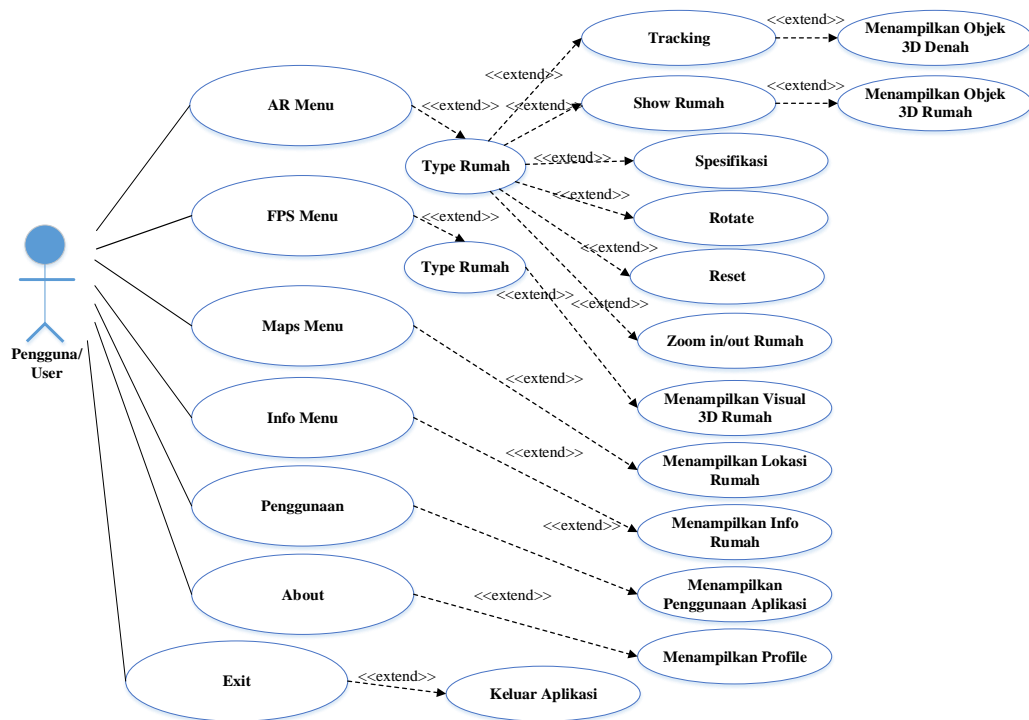 <<extend>>
<<extend>>
Tracking
Menampilkan Objek
3D Denah
<<extend>>
<<extend>>
AR Menu
<<extend>>
<<extend>>
Show Rumah
Menampilkan Objek
3D Rumah
Type Rumah
<<extend>>
Spesifikasi
FPS Menu
<<extend>>
<<extend>>
Rotate
Type Rumah
<<extend>>
Reset
<<extend>>
<<extend>>
Maps Menu
Zoom in/out Rumah
Pengguna/
User
<<extend>>
Menampilkan Visual
3D Rumah
Info Menu
<<extend>>
Menampilkan Lokasi
Rumah
Penggunaan
<<extend>>
Menampilkan Info
Rumah
About
<<extend>>
Menampilkan
Penggunaan Aplikasi
Menampilkan Profile
Exit
<<extend>>
Keluar Aplikasi